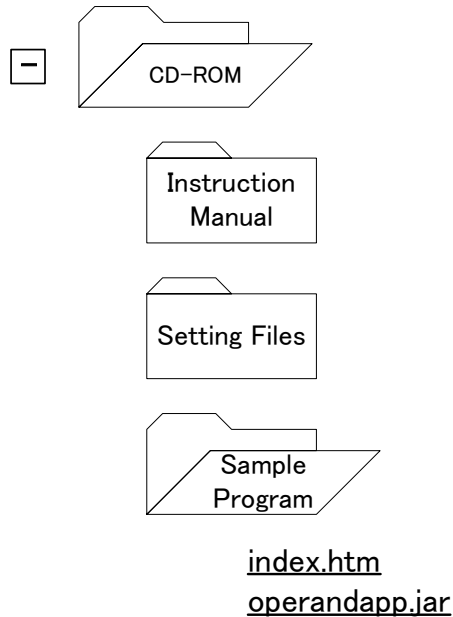 CD-ROM
Instruction
Manual
Setting Files
Sample
Program
index.htm
operandapp.jar